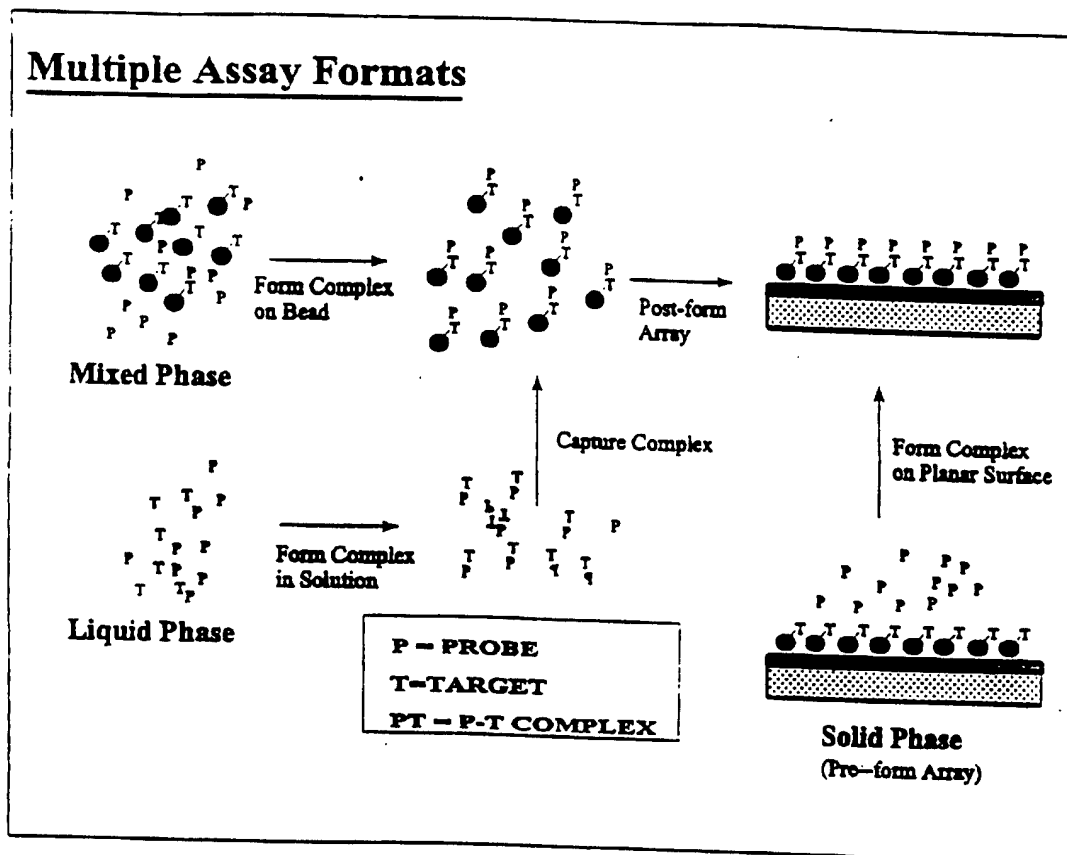 Multiple Assay Formats
P
P
P
P
T
T
T
T
T
P
T
T
T
P
P
T
P
P
P
P
P
P
Form Complex
on Bead
P
T
P
T
P
T
P
T
P
T
P
T
P
T
P
T
P
T
T
Post-form
Array
P P P P P P P P
T T T T T T T T
Mixed Phase
Capture Complex
Form Complex
on Planar Surface
P
T
T
P
P
T
P
P
P
T
P
P
T
T
P
P
Form Complex
in Solution
T
P
T
P
T
P
P
T
P
T
P
T
T
P
P
P
P
P
P
P
P
P
P
P
P
T T T T T T T T
Liquid Phase
P = PROBE
T=TARGET
PT = P-T COMPLEX
Solid Phase
(Pre-form Array)